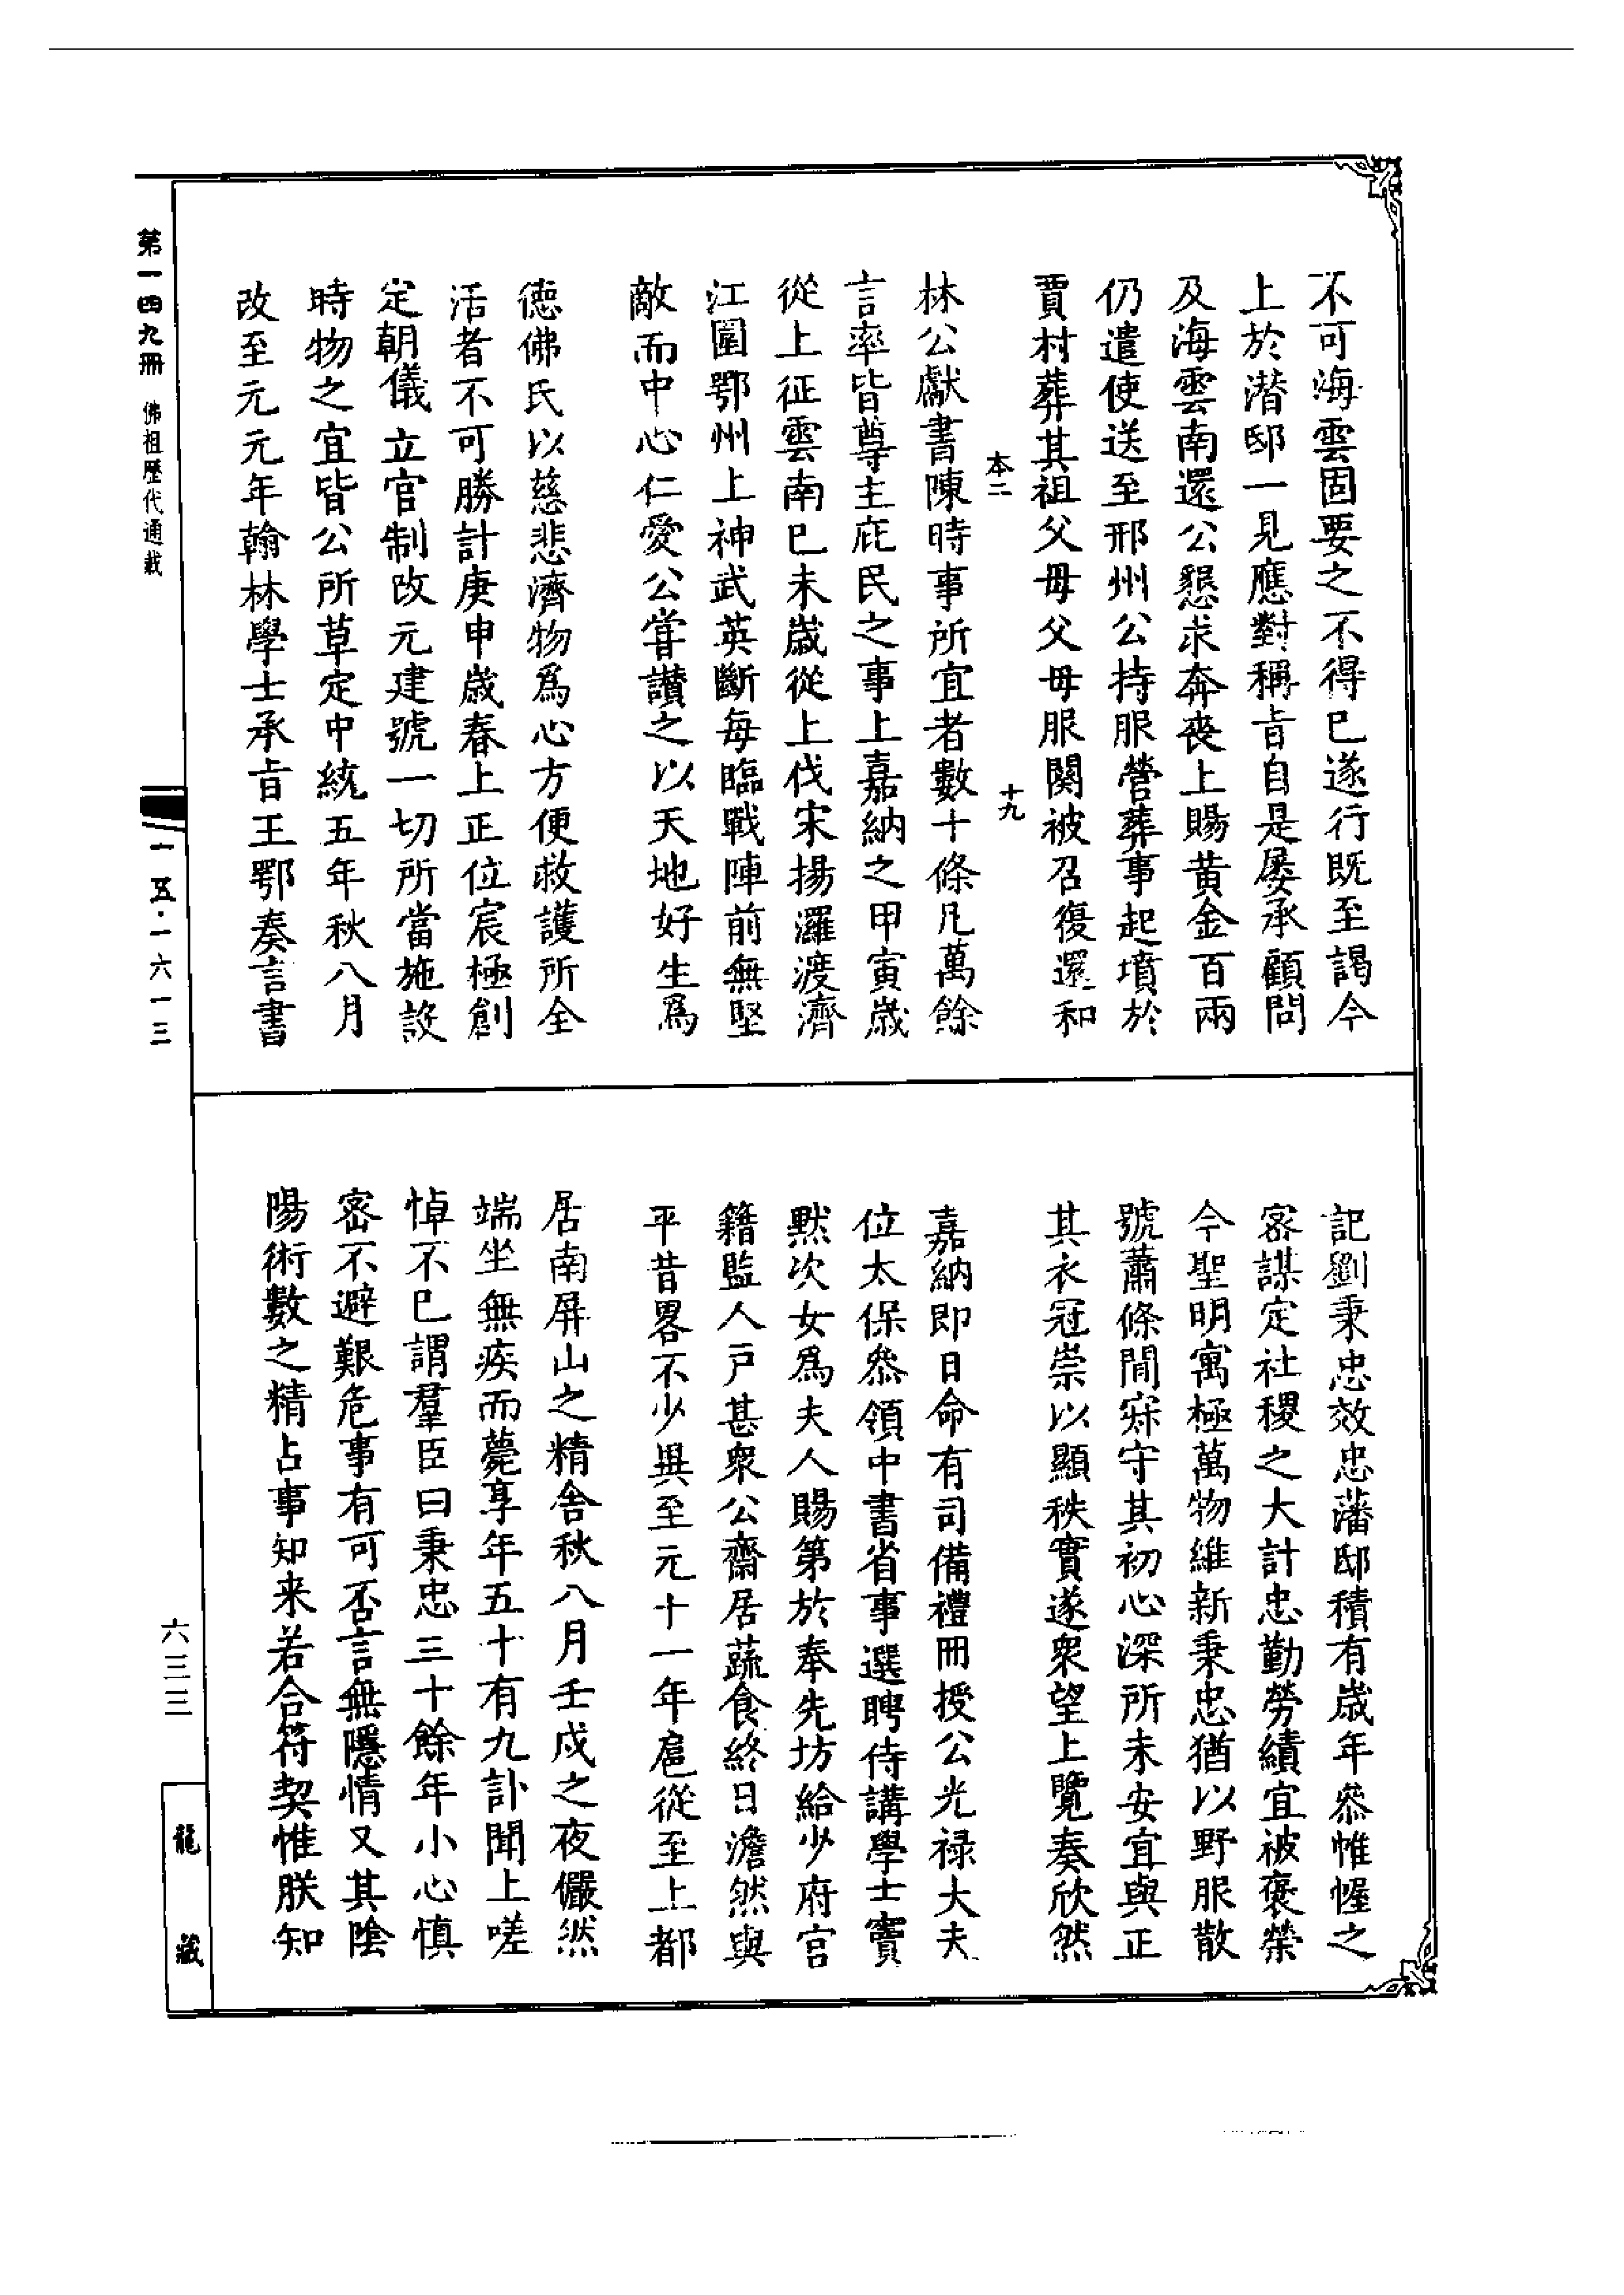 不可海雲固要之不得已遂行既至謁今
上於潛邸一見應對稱旨自是屢承顧問
及海雲南還公懇求奔喪上賜黃金百兩
仍遣使送至邢州公持服營葬事起墳於
賈村葬其祖父母父母服闋被召復還和
本二 十九
林公獻書陳時事所宜者數十條凡萬餘
言率皆尊主庇民之事上嘉納之甲寅歲
從上征雲南己未歲從上伐宋揚濰渡濟
江圍鄂州上神武英斷每臨戰陣前無堅
敵而中心仁愛公甞讃之以天地好生為
德佛氏以慈悲濟物爲心方便救護所全
活者不可勝計庚申歲春上正位宸極創
定朝儀立官制改元建號一切所當施設
時物之宜皆公所草定中統五年秋八月
改至元元年翰林學士承旨王鄂奏言書
記劉秉忠效忠藩邸積有歲年叅惟幄之
宻謀定社稷之大計忠勤勞績宜被褒榮
今聖明寓極萬物維新秉忠猶以野服散
號蕭條閒寂守其初心深所未安宜與正
其衣冠崇以顯秩實遂衆望上覽奏欣然
嘉納即日命有司備禮冊授公光禄大夫
位太保叅領中書省事選聘侍講學士竇
黙次女爲夫人賜第於奉先坊給少府官
籍監人戶甚衆公齋居蔬食終日澹然與
平昔畧不少異至元十一年扈從至上都
居南屏山之精舍秋八月壬戌之夜儼然
端坐無疾而薨享年五十有九訃聞上嗟
悼不已謂羣臣曰秉忠三十餘年小心慎
宻不避艱危事有可否言無隱情又其陰
陽術數之精占事知来若合符契惟朕知
第一四九冊 佛祖歷代通載
一五·一六一三
六三三
龍藏